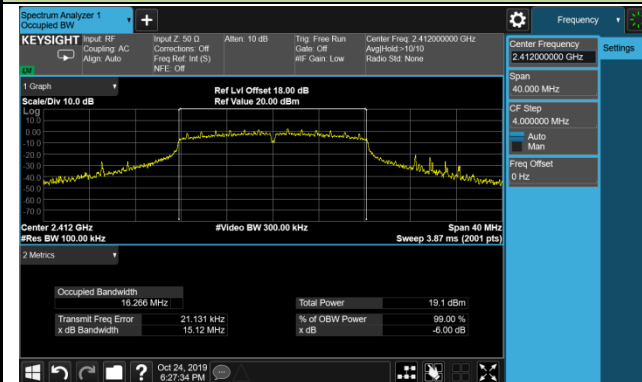 Spectrum Analyzer 1
Occupied BW
Frequency
KEYSIGHT
Input: RF
Coupling: AC
Align: Auto
Input Z: 50 Ω
Corrections: Off
Freq Ref: Int (S)
NFE: Off
Atten: 10 dB
Trig: Free Run
Gate: Off
#IF Gain: Low
Center Freq: 2.412000000 GHz
Avg|Hold:>10/10
Radio Std: None
Center Frequency
2.412000000 GHz
Settings
Span
40.000 MHz
CF Step
4.000000 MHz
Auto
Man
Freq Offset
0 Hz
1 Graph
Scale/Div 10.0 dB
Ref Lvl Offset 18.00 dB
Ref Value 20.00 dBm
Log
10.0
0.00
-10.0
-20.0
-30.0
-40.0
-50.0
-60.0
-70.0
Center 2.412 GHz
#Res BW 100.00 kHz
#Video BW 300.00 kHz
Span 40 MHz
Sweep 3.87 ms (2001 pts)
2 Metrics
Occupied Bandwidth
16.266 MHz
Total Power 19.1 dBm
Transmit Freq Error 21.131 kHz
% of OBW Power 99.00 %
x dB Bandwidth 15.12 MHz
x dB -6.00 dB
Oct 24, 2019
6:27:34 PM